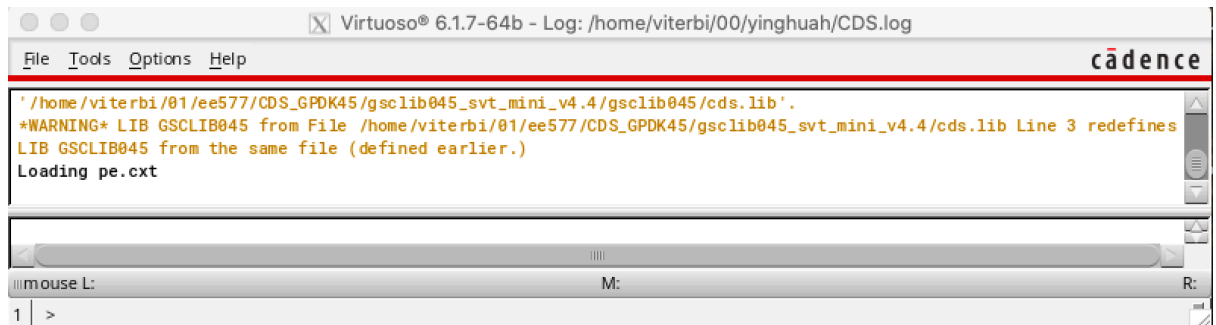 Virtuoso® 6.1.7-64b - Log: /home/viterbi/00/yinghuah/CDS.log
File Tools Options Help cādence
'/home/viterbi/01/ee577/CDS_GPDK45/gsclib045_svt_mini_v4.4/gsclib045/cds.lib'.
*WARNING* LIB GSCLIB045 from File /home/viterbi/01/ee577/CDS_GPDK45/gsclib045_svt_mini_v4.4/cds.lib Line 3 redefines
LIB GSCLIB045 from the same file (defined earlier.)
Loading pe.cxt
mouse L: M: R:
1 >